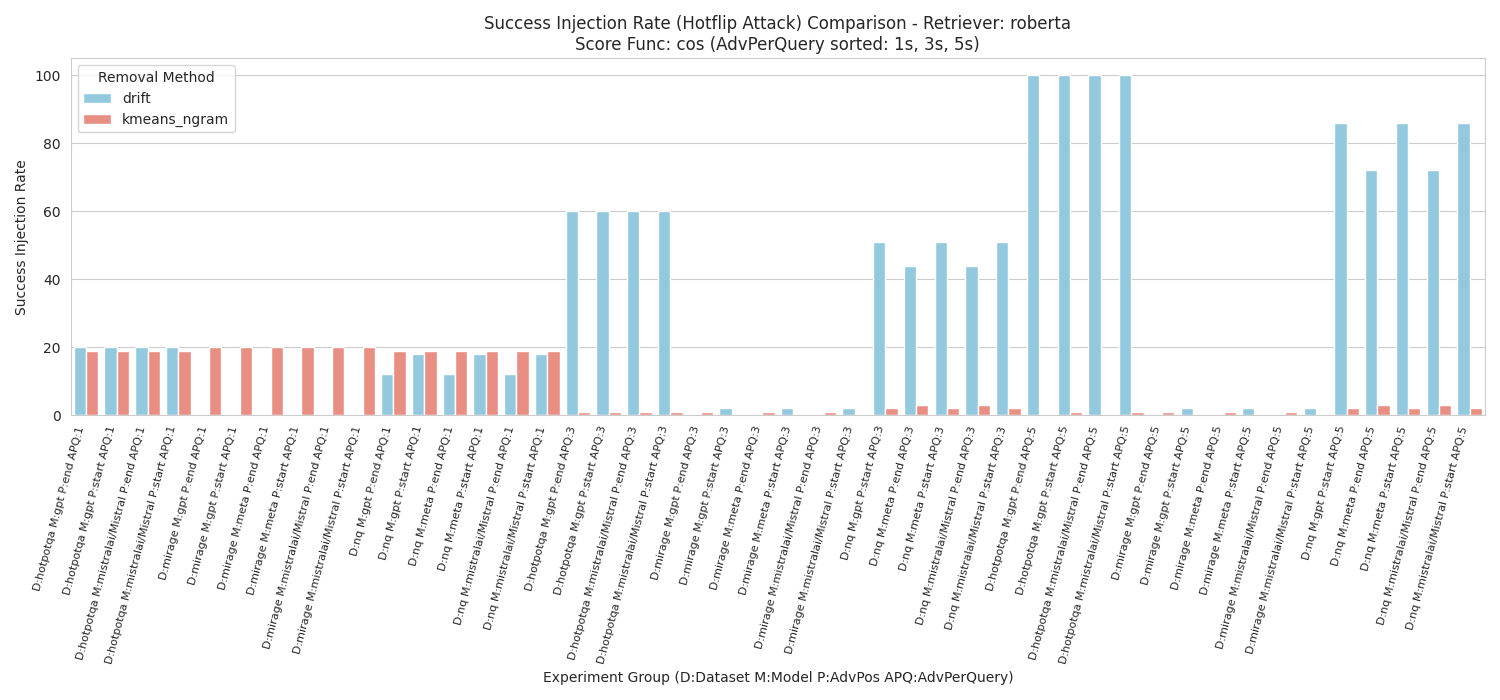 Success Injection Rate (Hotflip Attack) Comparison - Retriever: roberta
Score Func: cos (AdvPerQuery sorted: 1s, 3s, 5s)
Removal Method
drift
kmeans_ngram
Success Injection Rate
100
80
60
40
20
0
D:hotpotqa M:gpt P:end APQ:1
D:hotpotqa M:gpt P:start APQ:1
D:hotpotqa M:mistralai/Mistral P:end APQ:1
D:hotpotqa M:mistralai/Mistral P:start APQ:1
D:mirage M:gpt P:end APQ:1
D:mirage M:gpt P:start APQ:1
D:mirage M:meta P:end APQ:1
D:mirage M:meta P:start APQ:1
D:mirage M:mistralai/Mistral P:end APQ:1
D:mirage M:mistralai/Mistral P:start APQ:1
D:nq M:gpt P:end APQ:1
D:nq M:gpt P:start APQ:1
D:nq M:meta P:end APQ:1
D:nq M:meta P:start APQ:1
D:nq M:mistralai/Mistral P:end APQ:1
D:nq M:mistralai/Mistral P:start APQ:1
D:hotpotqa M:gpt P:end APQ:3
D:hotpotqa M:gpt P:start APQ:3
D:hotpotqa M:mistralai/Mistral P:end APQ:3
D:hotpotqa M:mistralai/Mistral P:start APQ:3
D:mirage M:gpt P:end APQ:3
D:mirage M:gpt P:start APQ:3
D:mirage M:meta P:end APQ:3
D:mirage M:meta P:start APQ:3
D:mirage M:mistralai/Mistral P:end APQ:3
D:mirage M:mistralai/Mistral P:start APQ:3
D:nq M:gpt P:start APQ:3
D:nq M:meta P:end APQ:3
D:nq M:meta P:start APQ:3
D:nq M:mistralai/Mistral P:end APQ:3
D:nq M:mistralai/Mistral P:start APQ:3
D:hotpotqa M:gpt P:end APQ:5
D:hotpotqa M:gpt P:start APQ:5
D:hotpotqa M:mistralai/Mistral P:end APQ:5
D:hotpotqa M:mistralai/Mistral P:start APQ:5
D:mirage M:gpt P:end APQ:5
D:mirage M:gpt P:start APQ:5
D:mirage M:meta P:end APQ:5
D:mirage M:meta P:start APQ:5
D:mirage M:mistralai/Mistral P:end APQ:5
D:mirage M:mistralai/Mistral P:start APQ:5
D:nq M:gpt P:start APQ:5
D:nq M:meta P:end APQ:5
D:nq M:meta P:start APQ:5
D:nq M:mistralai/Mistral P:end APQ:5
D:nq M:mistralai/Mistral P:start APQ:5
Experiment Group (D:Dataset M:Model P:AdvPos APQ:AdvPerQuery)